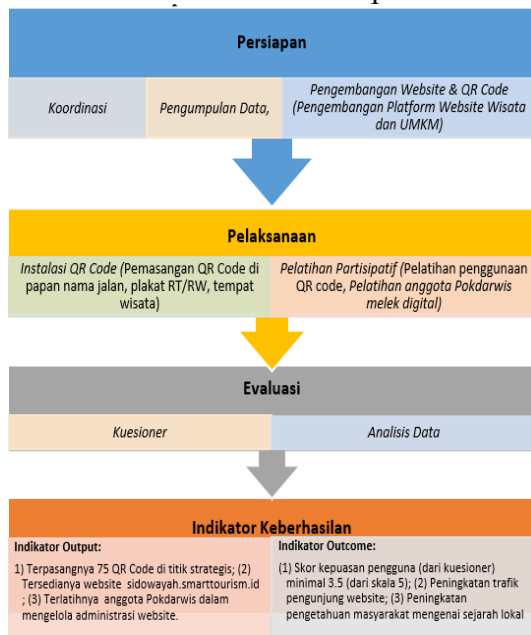 Persiapan
Koordinasi
Pengumpulan Data,
Pengembangan Website & QR Code
(Pengembangan Platform Website Wisata
dan UMKM)
Pelaksanaan
Instalasi QR Code (Pemasangan QR Code di
papan nama jalan, plakat RT/RW, tempat
wisata)
Pelatihan Partisipatif (Pelatihan penggunaan
QR code, Pelatihan anggota Pokdarwis
melek digital)
Evaluasi
Kuesioner
Analisis Data
Indikator Keberhasilan
Indikator Output:
1) Terpasangnya 75 QR Code di titik strategis; (2)
Tersedianya website sidowayah.smarttourism.id
; (3) Terlatihnya anggota Pokdarwis dalam
mengelola administrasi website.
Indikator Outcome:
(1) Skor kepuasan pengguna (dari kuesioner)
minimal 3.5 (dari skala 5); (2) Peningkatan trafik
pengunjung website; (3) Peningkatan
pengetahuan masyarakat mengenai sejarah lokal